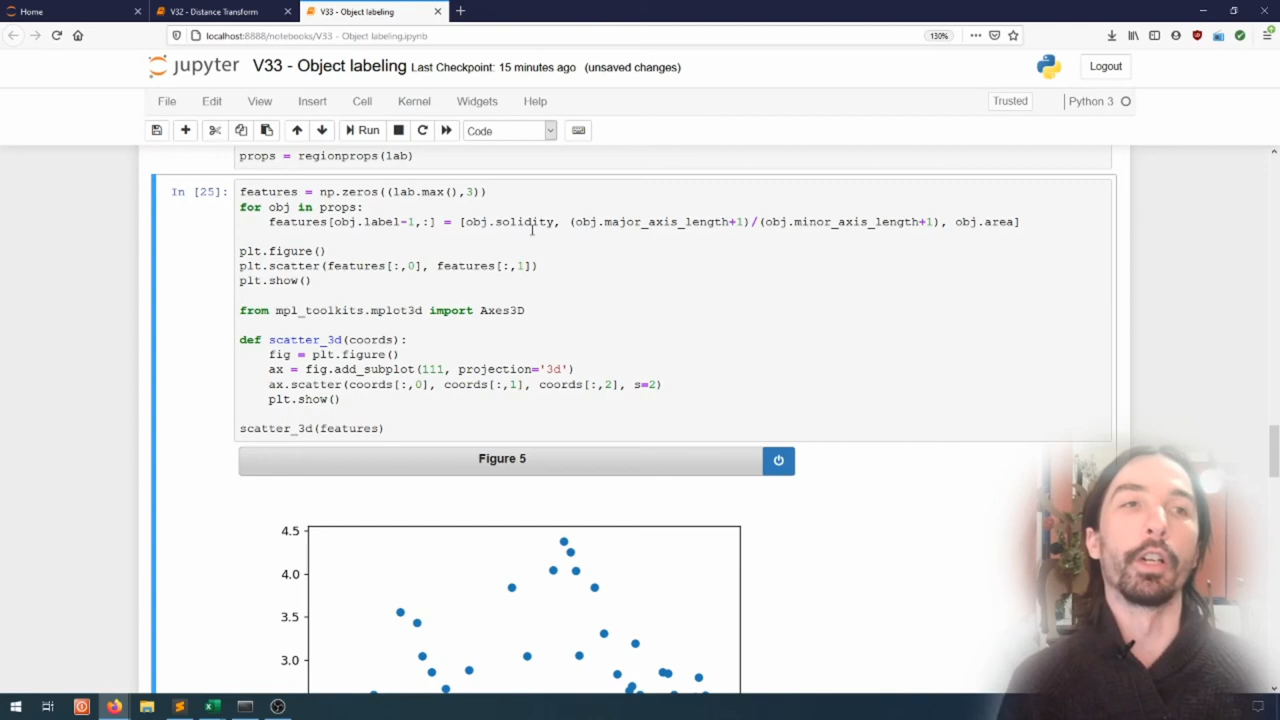 Home
V32 - Distance Transform
V33 - Object labeling
localhost:8888/notebooks/V33 - Object labeling.ipynb
130%
jupyter V33 - Object labeling Last Checkpoint: 15 minutes ago (unsaved changes)
Logout
File Edit View Insert Cell Kernel Widgets Help
Trusted
Python 3
Run
Code
props = regionprops(lab)
In [25]:
features = np.zeros((lab.max(),3))
for obj in props:
features[obj.label-1,:] = [obj.solidity, (obj.major_axis_length+1)/(obj.minor_axis_length+1), obj.area]
plt.figure()
plt.scatter(features[:,0], features[:,1])
plt.show()
from mpl_toolkits.mplot3d import Axes3D
def scatter_3d(coords):
fig = plt.figure()
ax = fig.add_subplot(111, projection='3d')
ax.scatter(coords[:,0], coords[:,1], coords[:,2], s=2)
plt.show()
scatter_3d(features)
Figure 5
4.5
4.0
3.5
3.0